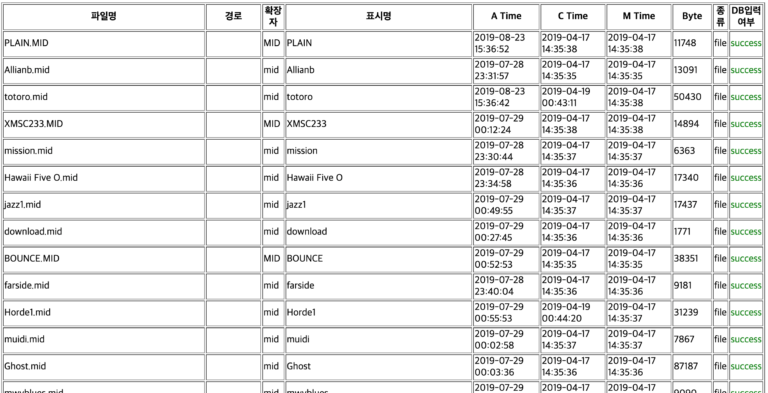 파일명 경로 확장자 표시명 A Time C Time M Time Byte 종류 DB입력여부
PLAIN.MID MID PLAIN 2019-08-23 15:36:52 2019-04-17 14:35:38 2019-04-17 14:35:38 11748 file success
Allianb.mid mid Allianb 2019-07-28 23:31:57 2019-04-17 14:35:35 2019-04-17 14:35:35 13091 file success
totoro.mid mid totoro 2019-08-23 15:36:42 2019-04-19 00:43:11 2019-04-17 14:35:38 50430 file success
XMSC233.MID MID XMSC233 2019-07-29 00:12:24 2019-04-17 14:35:38 2019-04-17 14:35:38 14894 file success
mission.mid mid mission 2019-07-28 23:30:44 2019-04-17 14:35:37 2019-04-17 14:35:37 6363 file success
Hawaii Five O.mid mid Hawaii Five O 2019-07-28 23:34:58 2019-04-17 14:35:36 2019-04-17 14:35:36 17340 file success
jazz1.mid mid jazz1 2019-07-29 00:49:55 2019-04-17 14:35:37 2019-04-17 14:35:37 17437 file success
download.mid mid download 2019-07-29 00:27:45 2019-04-17 14:35:36 2019-04-17 14:35:36 1771 file success
BOUNCE.MID MID BOUNCE 2019-07-29 00:52:53 2019-04-17 14:35:35 2019-04-17 14:35:35 38351 file success
farside.mid mid farside 2019-07-28 23:40:04 2019-04-17 14:35:36 2019-04-17 14:35:36 9181 file success
Horde1.mid mid Horde1 2019-07-29 00:55:53 2019-04-19 00:44:20 2019-04-17 14:35:37 31239 file success
muidi.mid mid muidi 2019-07-29 00:02:58 2019-04-17 14:35:37 2019-04-17 14:35:37 7867 file success
Ghost.mid mid Ghost 2019-07-29 00:03:36 2019-04-17 14:35:36 2019-04-17 14:35:36 87187 file success
mid 2019-07-29 2019-04-17 2019-04-17 file success